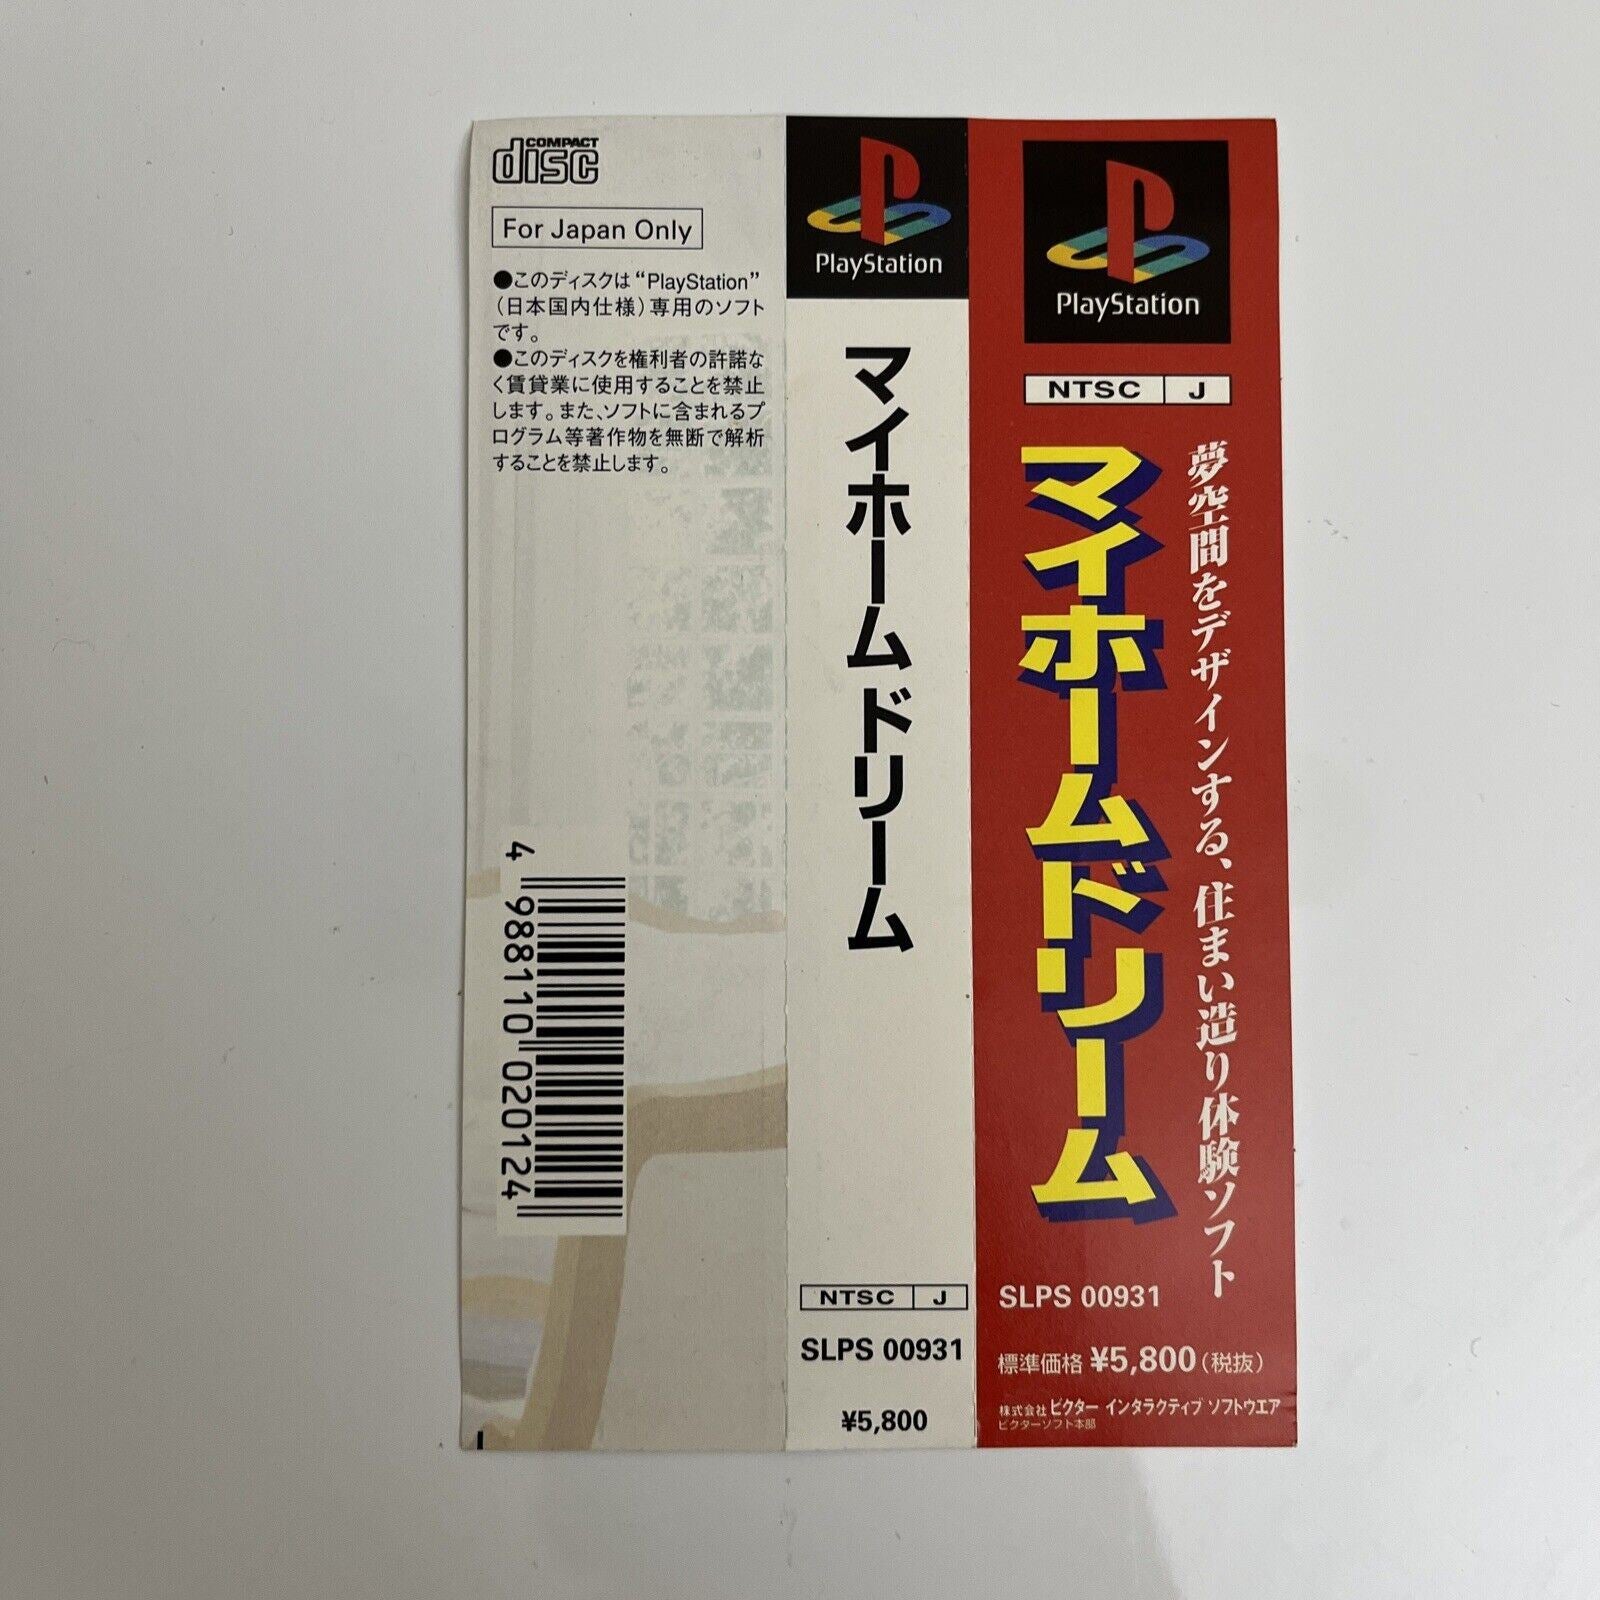 COMPACT
disc
For Japan Only
●このディスクは“PlayStation”
（日本国内仕様）専用のソフト
です。
●このディスクを権利者の許諾な
く賃貸業に使用することを禁止
します。また、ソフトに含まれるプ
ログラム等著作物を無断で解析
することを禁止します。
4 988110 020124
PlayStation
マイホームドリーム
NTSC J
SLPS 00931
¥5,800
PlayStation
NTSC J
夢空間をデザインする、住まい造り体験ソフト
マイホームドリーム
SLPS 00931
標準価格 ¥5,800（税抜）
株式会社 ビクター インタラクティブ ソフトウエア
ビクターソフト本部